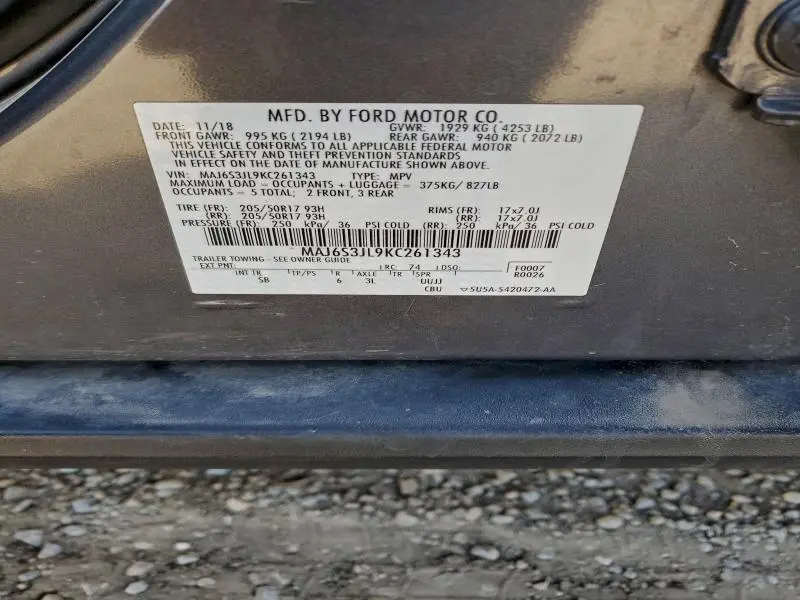 MFD. BY FORD MOTOR CO.
DATE: 11/18 GVWR: 1929 KG ( 4253 LB)
FRONT GAWR: 995 KG ( 2194 LB) REAR GAWR: 940 KG ( 2072 LB)
THIS VEHICLE CONFORMS TO ALL APPLICABLE FEDERAL MOTOR
VEHICLE SAFETY AND THEFT PREVENTION STANDARDS
IN EFFECT ON THE DATE OF MANUFACTURE SHOWN ABOVE.
VIN: MAJ6S3JL9KC261343 TYPE: MPV
MAXIMUM LOAD = OCCUPANTS + LUGGAGE = 375KG/ 827LB
OCCUPANTS = 5 TOTAL; 2 FRONT, 3 REAR
TIRE (FR): 205/50R17 93H RIMS (FR): 17x7.0J
(RR): 205/50R17 93H (RR): 17x7.0J
PRESSURE (FR): 250 kPa/ 36 PSI COLD (RR): 250 kPa/ 36 PSI COLD
MAJ6S3JL9KC261343
TRAILER TOWING - SEE OWNER GUIDE
EXT PNT: RC: 74 DSO: F0007
R0026
INT TR TP/PS R AXLE TR SPR
SB 6 3L UUJJ
CBU 5U5A-5420472-AA